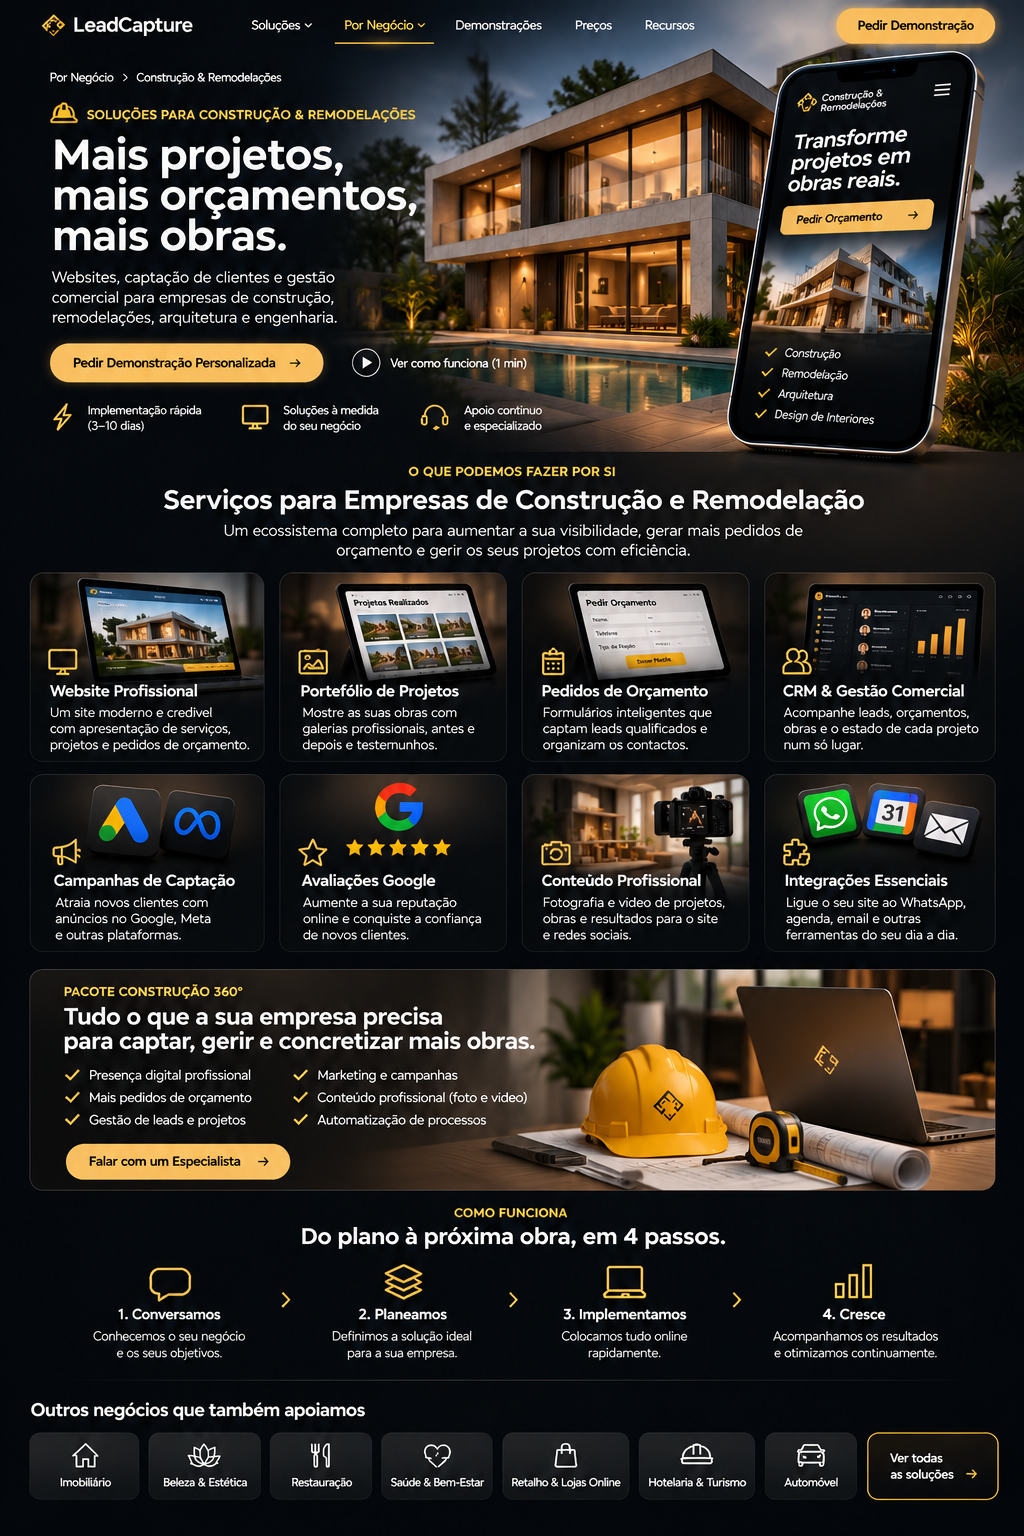 LeadCapture
Soluções
Por Negócio
Demonstrações
Preços
Recursos
Pedir Demonstração
Por Negócio > Construção & Remodelações
SOLUÇÕES PARA CONSTRUÇÃO & REMODELAÇÕES
Mais projetos,
mais orçamentos,
mais obras.
Websites, captação de clientes e gestão
comercial para empresas de construção,
remodelações, arquitetura e engenharia.
Pedir Demonstração Personalizada →
Ver como funciona (1 min)
Implementação rápida
(3–10 dias)
Soluções à medida
do seu negócio
Apoio contínuo
e especializado
Construção &
Remodelações
Transforme
projetos em
obras reais.
Pedir Orçamento →
Construção
Remodelação
Arquitetura
Design de Interiores
O QUE PODEMOS FAZER POR SI
Serviços para Empresas de Construção e Remodelação
Um ecossistema completo para aumentar a sua visibilidade, gerar mais pedidos de
orçamento e gerir os seus projetos com eficiência.
Website Profissional
Um site moderno e credível
com apresentação de serviços,
projetos e pedidos de orçamento.
Projetos Realizados
Portefólio de Projetos
Mostre as suas obras com
galerias profissionais, antes e
depois e testemunhos.
Pedir Orçamento
Nome
Pedidos de Orçamento
Formulários inteligentes que
captam leads qualificados e
organizam os contactos.
CRM & Gestão Comercial
Acompanhe leads, orçamentos,
obras e o estado de cada projeto
num só lugar.
Campanhas de Captação
Atraia novos clientes com
anúncios no Google, Meta
e outras plataformas.
Avaliações Google
Aumente a sua reputação
online e conquiste a confiança
de novos clientes.
Conteúdo Profissional
Fotografia e vídeo de projetos,
obras e resultados para o site
e redes sociais.
31
Integrações Essenciais
Ligue o seu site ao WhatsApp,
agenda, email e outras
ferramentas do seu dia a dia.
PACOTE CONSTRUÇÃO 360º
Tudo o que a sua empresa precisa
para captar, gerir e concretizar mais obras.
Presença digital profissional
Mais pedidos de orçamento
Gestão de leads e projetos
Marketing e campanhas
Conteúdo profissional (foto e vídeo)
Automatização de processos
Falar com um Especialista →
COMO FUNCIONA
Do plano à próxima obra, em 4 passos.
1. Conversamos
Conhecemos o seu negócio
e os seus objetivos.
2. Planeamos
Definimos a solução ideal
para a sua empresa.
3. Implementamos
Colocamos tudo online
rapidamente.
4. Cresce
Acompanhamos os resultados
e otimizamos continuamente.
Outros negócios que também apoiamos
Imobiliário
Beleza & Estética
Restauração
Saúde & Bem-Estar
Retalho & Lojas Online
Hotelaria & Turismo
Automóvel
Ver todas
as soluções →